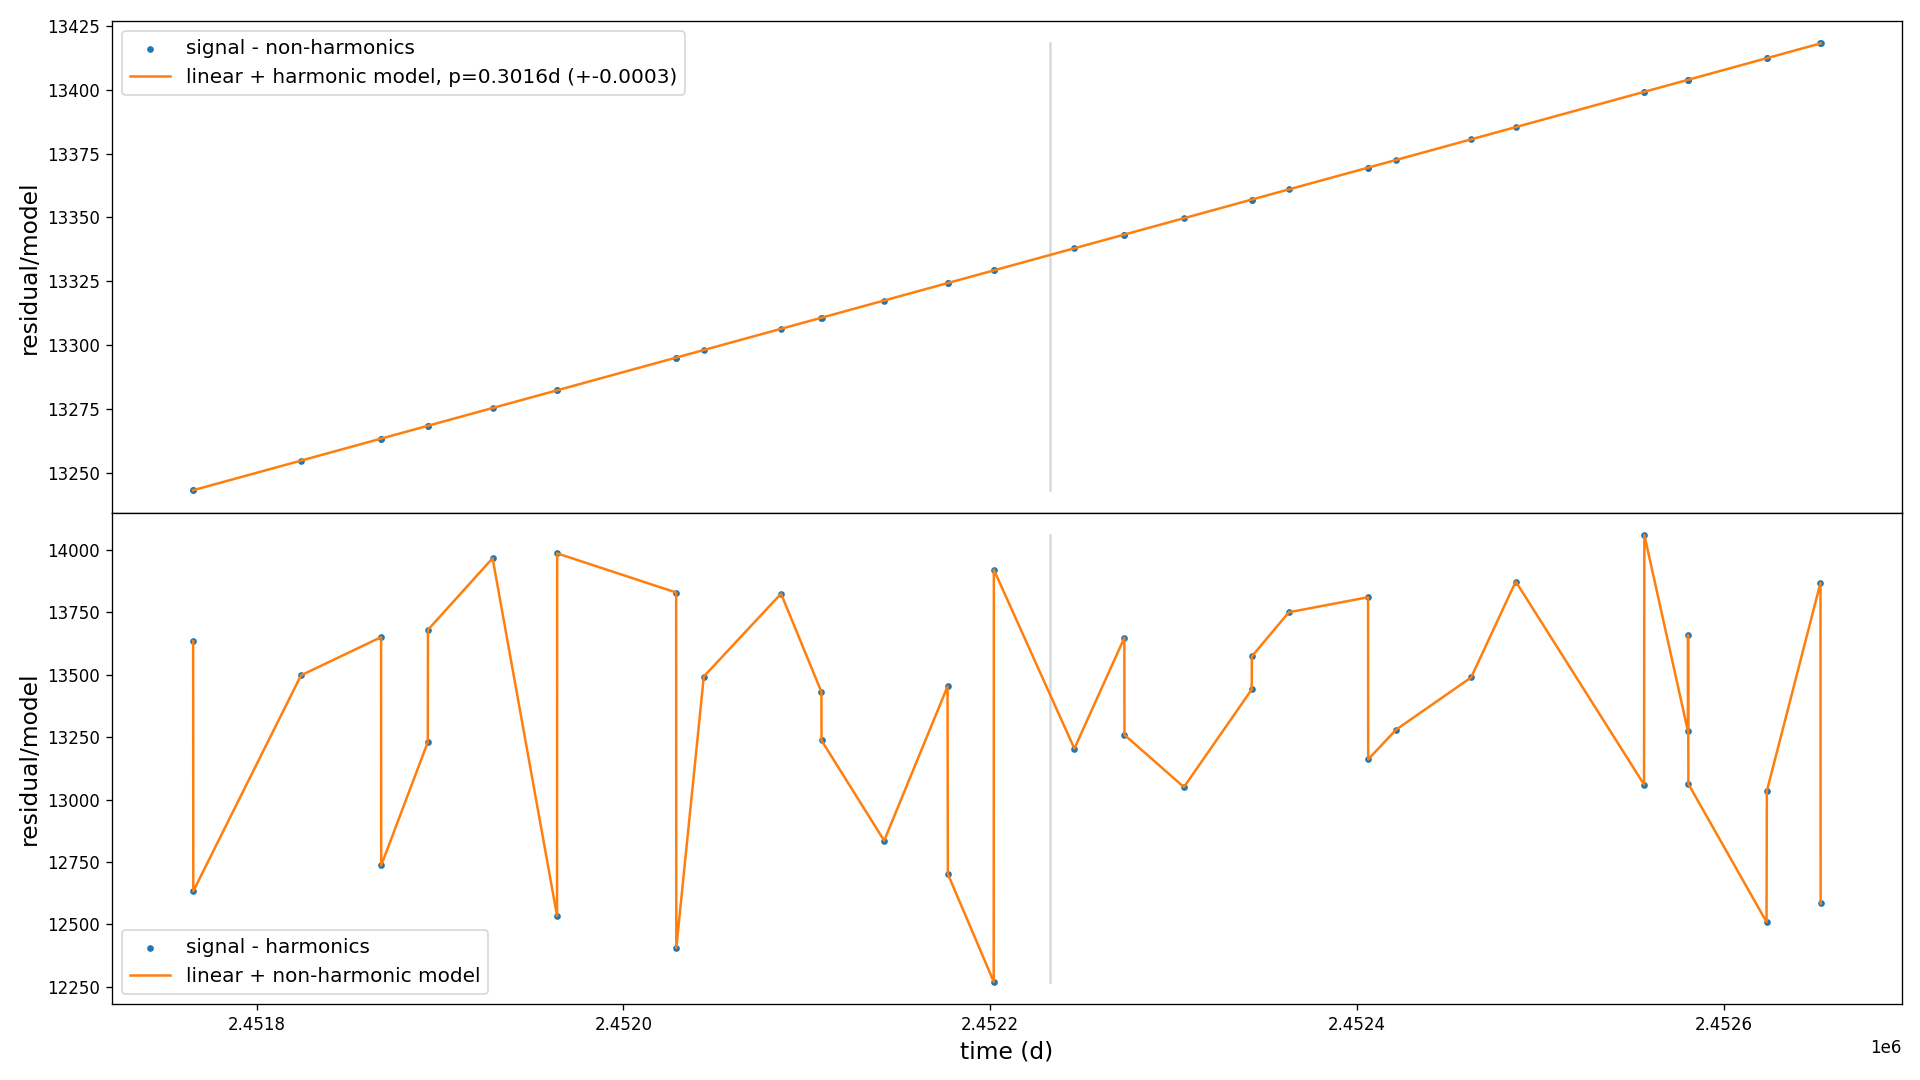 13425
13400
13375
13350
13325
13300
13275
13250
residual/model
signal - non-harmonics
linear + harmonic model, p=0.3016d (+-0.0003)
14000
13750
13500
13250
13000
12750
12500
12250
residual/model
signal - harmonics
linear + non-harmonic model
2.4518
2.4520
2.4522
2.4524
2.4526
time (d)
1e6